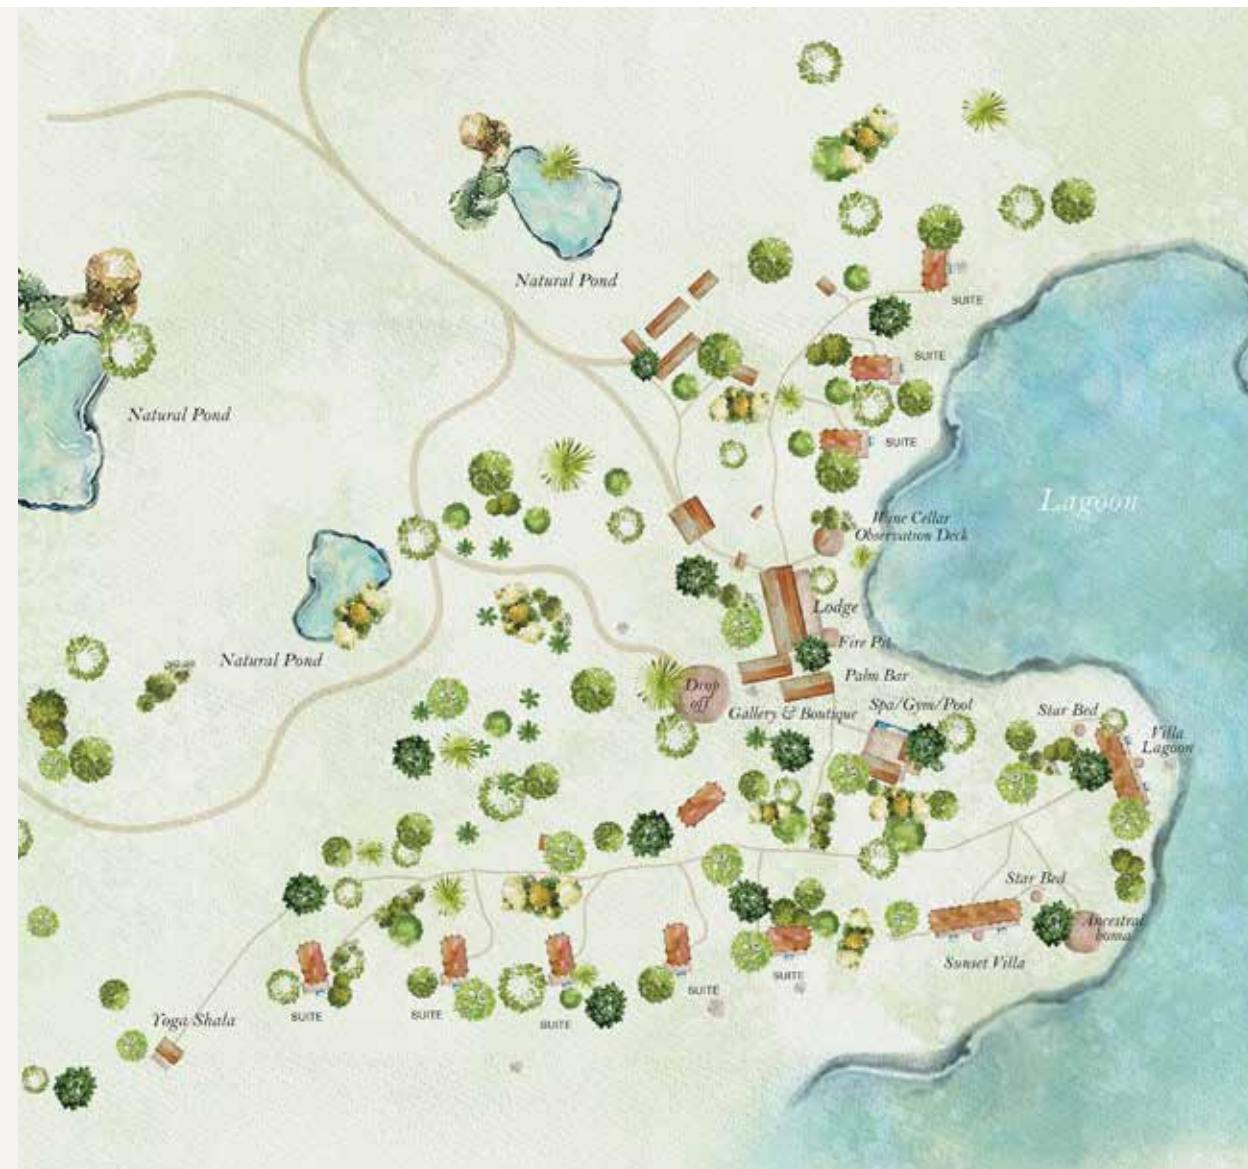 Natural Pond
SUITE
SUITE
Natural Pond
SUITE
Lagoon
Wine Cellar
Observation Deck
Lodge
Fire Pit
Natural Pond
Palm Bar
Drop
off
Gallery & Boutique
Spa/Gym/Pool
Star Bed
Villa
Lagoon
Star Bed
Ancestral
boma
Sunset Villa
SUITE
SUITE
SUITE
SUITE
SUITE
Yoga Shala